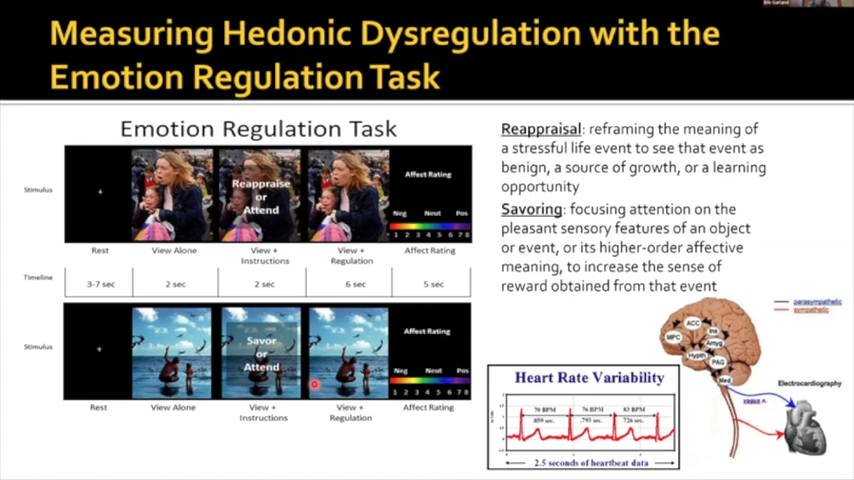 Eric Garland
Measuring Hedonic Dysregulation with the
Emotion Regulation Task
Emotion Regulation Task
Stimulus
+
Reappraise
or
Attend
Affect Rating
Neg Neut Pos
1 2 3 4 5 6 7 8
Rest
View Alone
View +
Instructions
View +
Regulation
Affect Rating
Timeline
3-7 sec
2 sec
2 sec
6 sec
5 sec
Stimulus
+
Savor
or
Attend
Affect Rating
Neg Neut Pos
1 2 3 4 5 6 7 8
Rest
View Alone
View +
Instructions
View +
Regulation
Affect Rating
Reappraisal: reframing the meaning of
a stressful life event to see that event as
benign, a source of growth, or a learning
opportunity
Savoring: focusing attention on the
pleasant sensory features of an object
or event, or its higher-order affective
meaning, to increase the sense of
reward obtained from that event
parasympathetic
sympathetic
ACC
Ins
MPC
Amyg
Hypth
PAG
Med
Electrocardiography
Heart Rate Variability
70 BPM
76 BPM
83 BPM
.859 sec.
.793 sec.
.726 sec.
2.5 seconds of heartbeat data